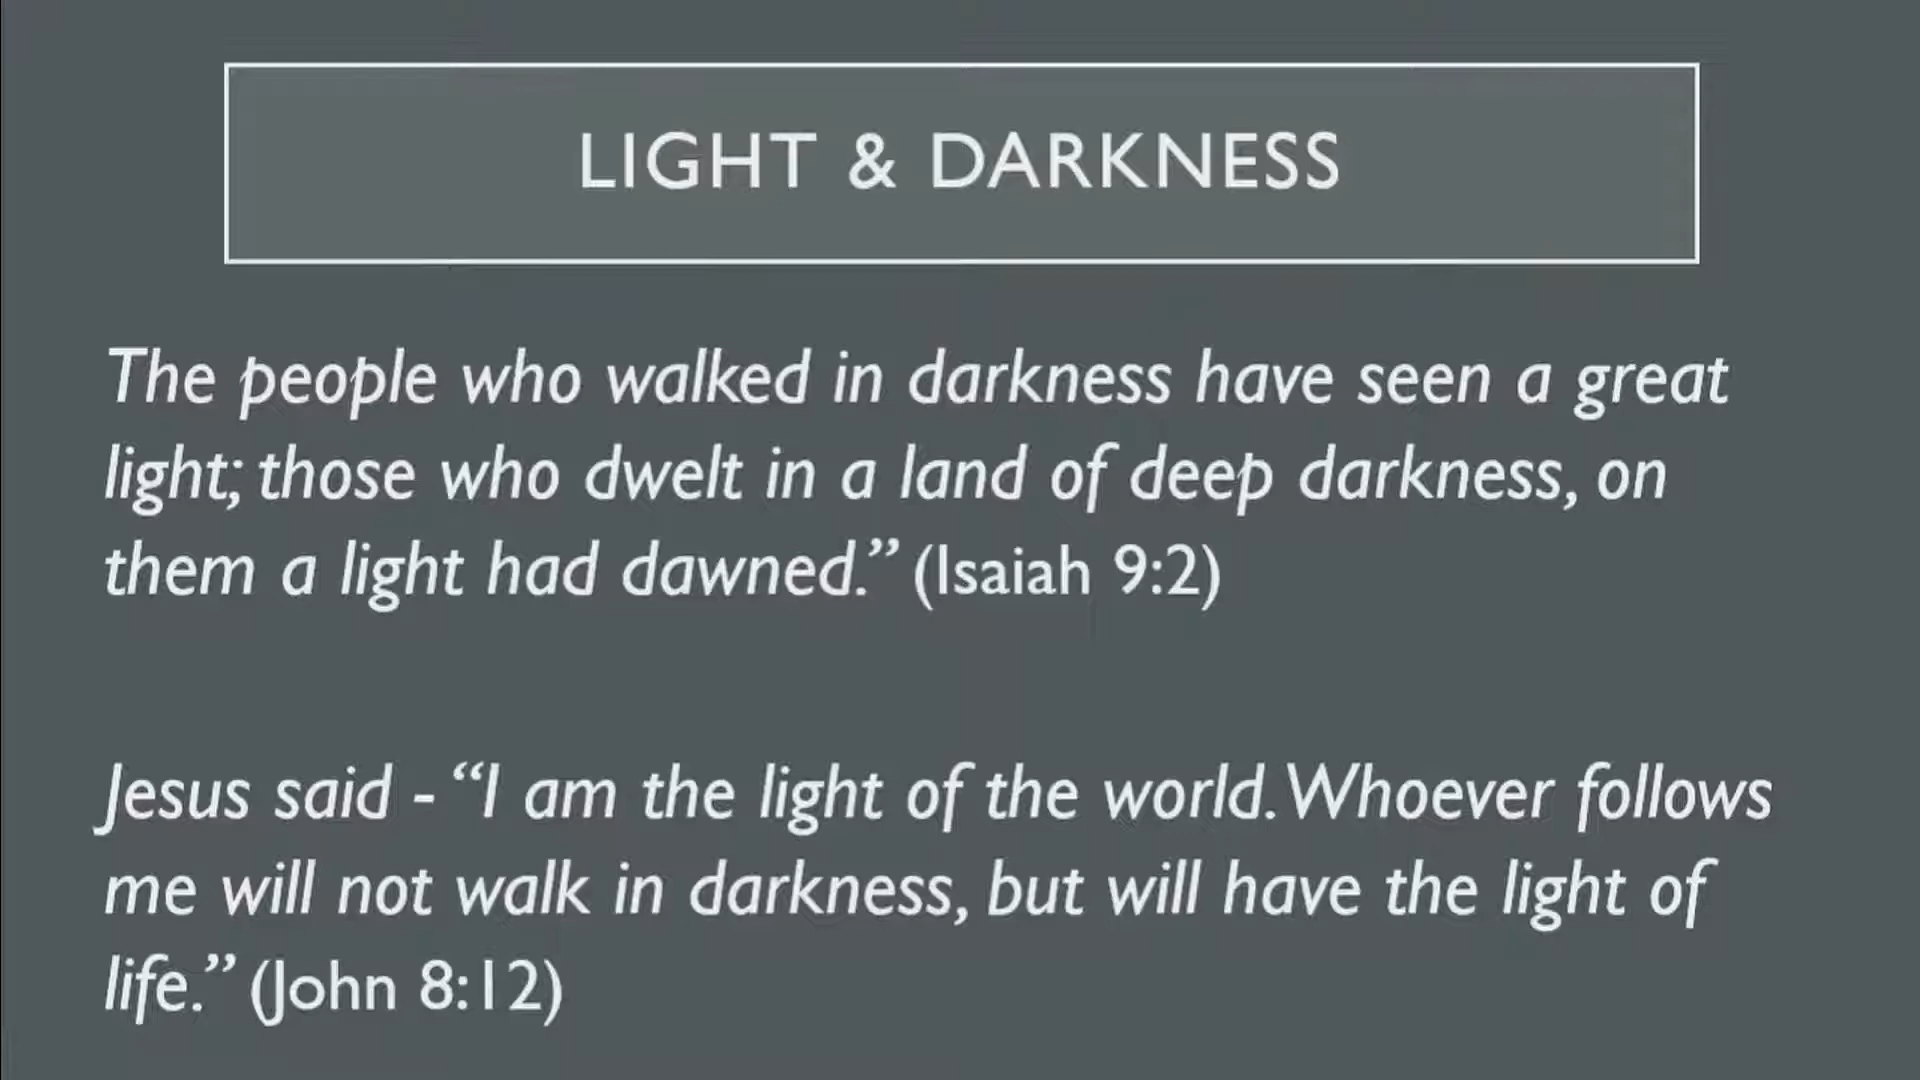 LIGHT & DARKNESS
The people who walked in darkness have seen a great
light; those who dwelt in a land of deep darkness, on
them a light had dawned.” (Isaiah 9:2)
Jesus said - “I am the light of the world. Whoever follows
me will not walk in darkness, but will have the light of
life.” (John 8:12)